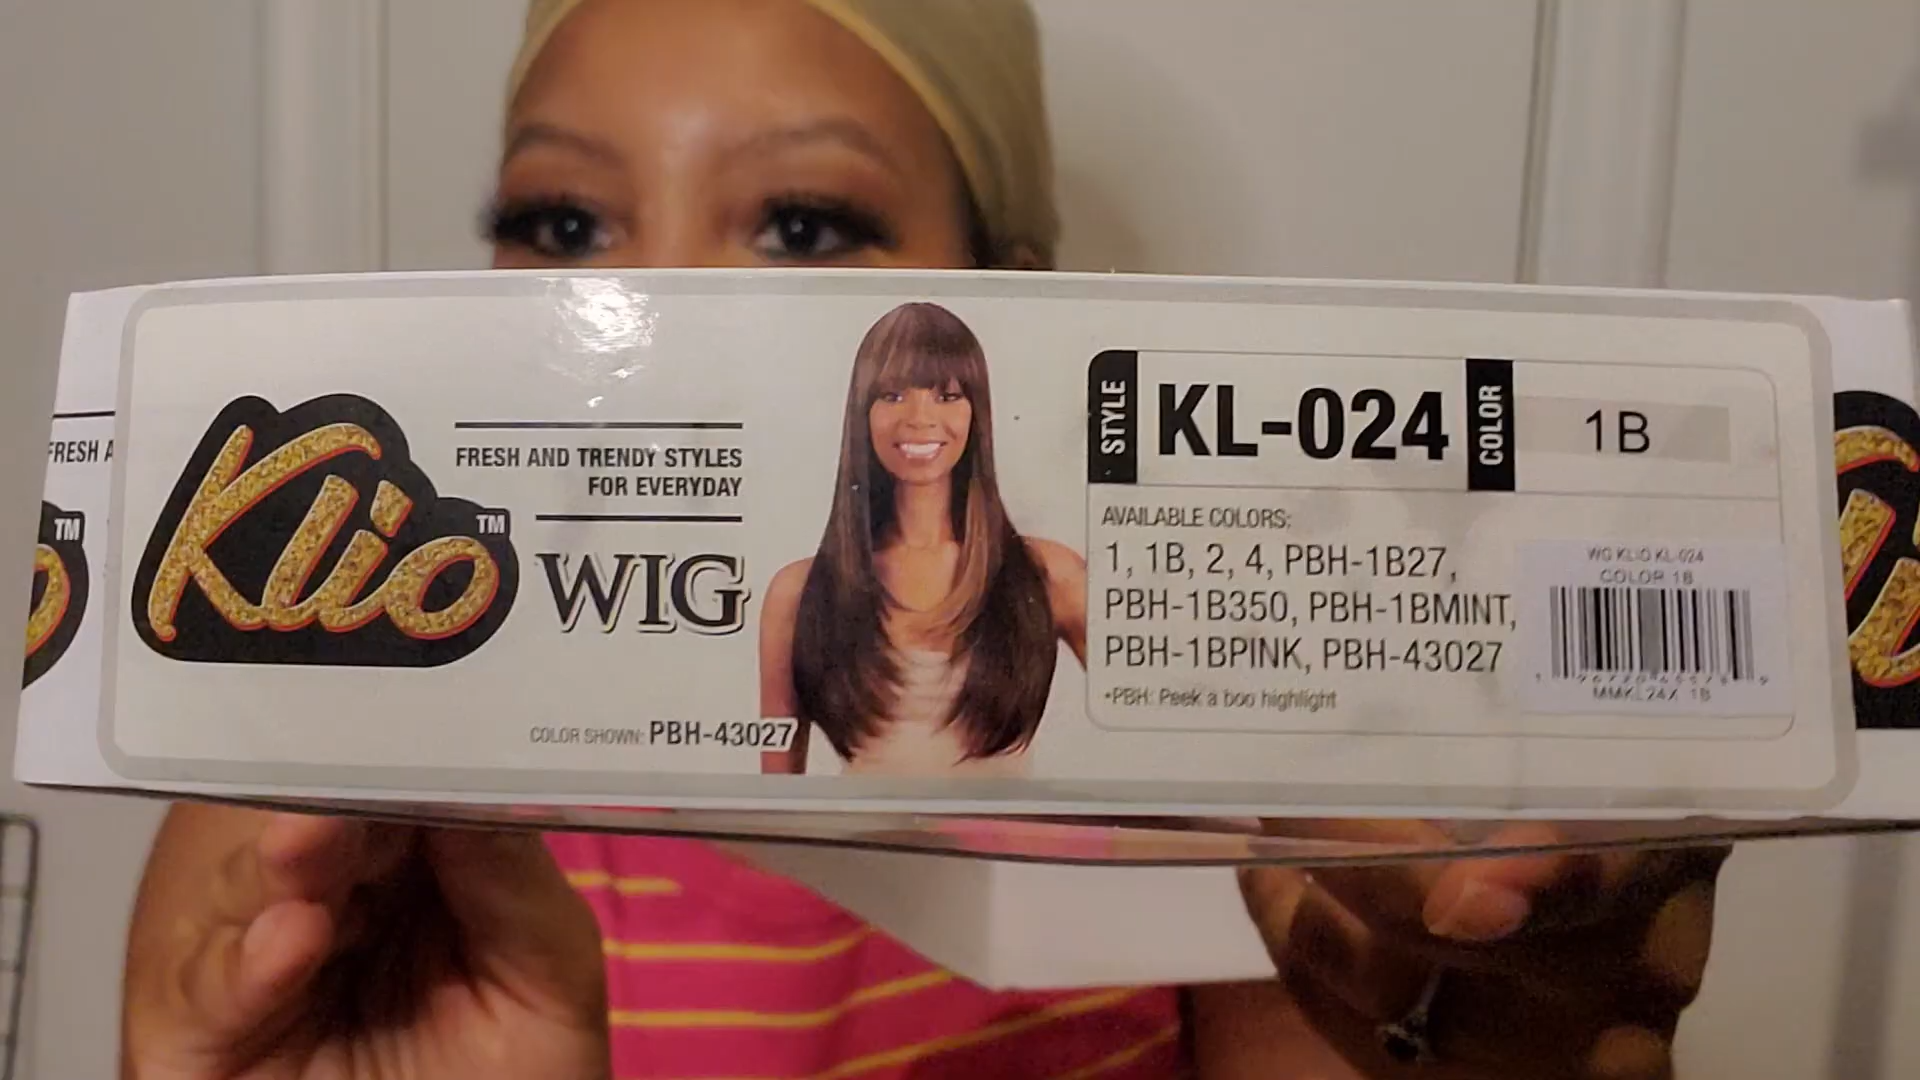 FRESH A
TM
Klio TM
FRESH AND TRENDY STYLES
FOR EVERYDAY
WIG
COLOR SHOWN: PBH-43027
STYLE
KL-024
COLOR
1B
AVAILABLE COLORS:
1, 1B, 2, 4, PBH-1B27,
PBH-1B350, PBH-1BMINT,
PBH-1BPINK, PBH-43027
*PBH: Peek a boo highlight
WG KLIO KL-024
COLOR 1B
MMKL24X 1B